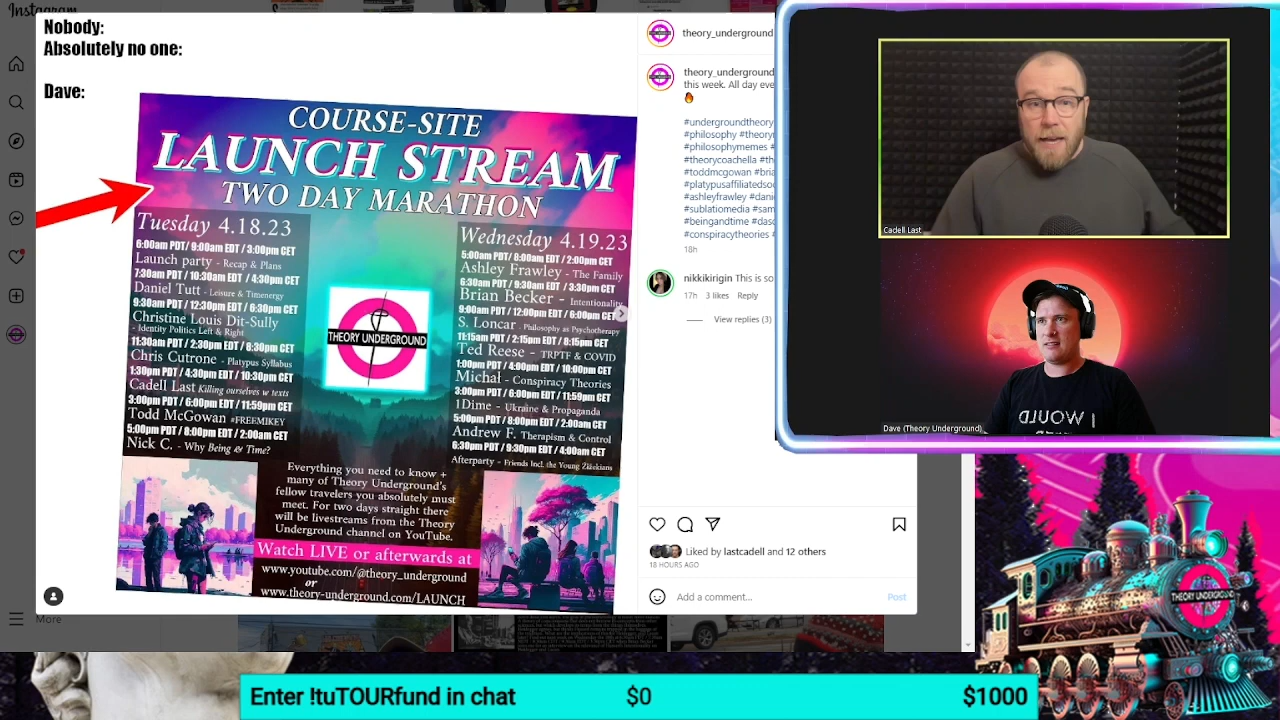 Instagram
Nobody:
Absolutely no one:
Dave:
COURSE-SITE
LAUNCH STREAM
TWO DAY MARATHON
Tuesday 4.18.23
6:00am PDT/ 9:00am EDT / 3:00pm CET
Launch party - Recap & Plans
7:30am PDT / 10:30am EDT / 4:30pm CET
Daniel Tutt - Leisure & Timenergy
9:30am PDT / 12:30pm EDT / 6:30pm CET
Christine Louis Dit-Sully
- Identity Politics Left & Right
11:30am PDT / 2:30pm EDT / 8:30pm CET
Chris Cutrone - Platypus Syllabus
1:30pm PDT / 4:30pm EDT / 10:30pm CET
Cadell Last Killing ourselves w texts
3:00pm PDT / 6:00pm EDT / 11:59pm CET
Todd McGowan #FREEMIKEY
5:00pm PDT / 8:00pm EDT / 2:00am CET
Nick C. - Why Being & Time?
Wednesday 4.19.23
5:00am PDT/ 8:00am EDT / 2:00pm CET
Ashley Frawley - The Family
6:30am PDT / 9:30am EDT / 3:30pm CET
Brian Becker - Intentionality
9:00am PDT / 12:00pm EDT / 6:00pm CET
S. Loncar - Philosophy as Psychotherapy
11:15am PDT / 2:15pm EDT / 8:15pm CET
Ted Reese - TRPTF & COVID
1:00pm PDT / 4:00pm EDT / 10:00pm CET
Michał - Conspiracy Theories
3:00pm PDT / 6:00pm EDT / 11:59pm CET
1Dime - Ukraine & Propaganda
5:00pm PDT / 8:00pm EDT / 2:00am CET
Andrew F. Therapism & Control
6:30pm PDT / 9:30pm EDT / 4:00am CET
Afterparty - Friends Incl. the Young Žižekians
THEORY UNDERGROUND
Everything you need to know +
many of Theory Underground's
fellow travelers you absolutely must
meet. For two days straight there
will be livestreams from the Theory
Underground channel on YouTube.
Watch LIVE or afterwards at
www.youtube.com/@theory_underground
or
www.theory-underground.com/LAUNCH
More
theory_underground
theory_underground
this week. All day eve
#undergroundtheory
#philosophy #theory
#philosophymemes #
#theorycoachella #th
#toddmcgowan #bria
#platypusaffiliatedso
#ashleyfrawley #dani
#sublatiomedia #sam
#beingandtime #dasc
#conspiracytheories
18h
nikkikirigin This is so
17h 3 likes Reply
View replies (3)
Liked by lastcadell and 12 others
18 HOURS AGO
Add a comment...
Post
Cadell Last
I WOULD
Dave (Theory Underground)
THEORY UNDERGROUND
Enter !tuTOURfund in chat
$0
$1000